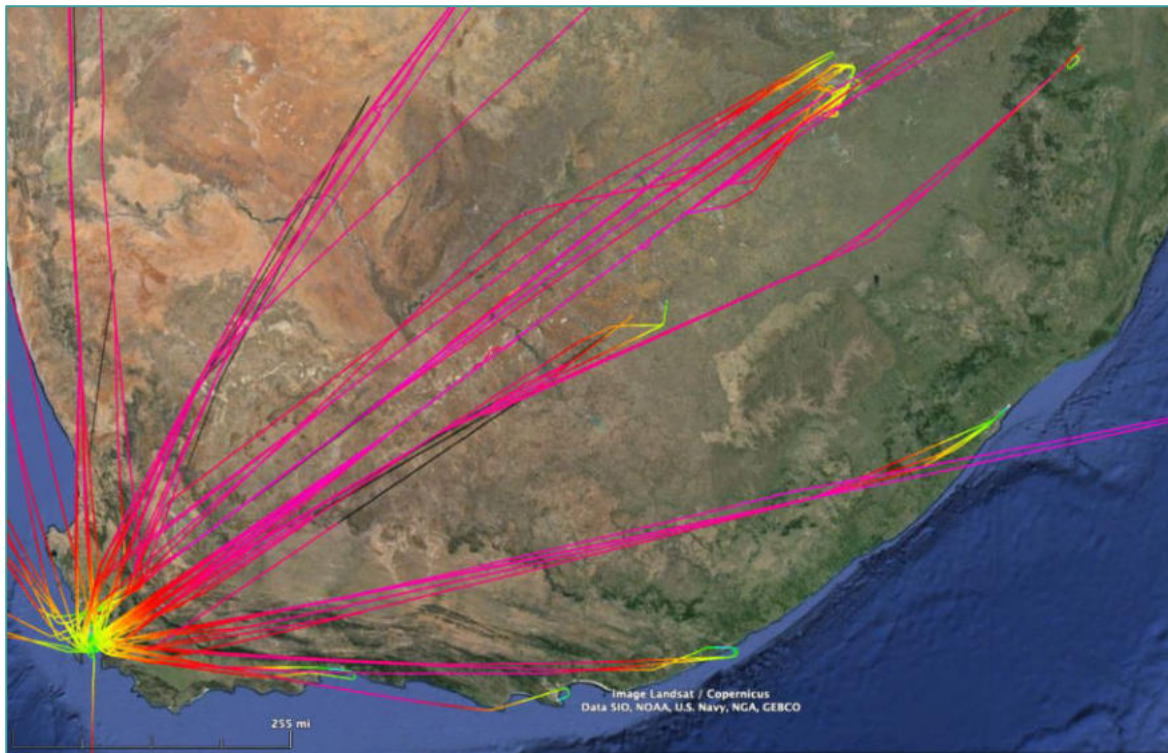 Image Landsat / Copernicus
Data SIO, NOAA, U.S. Navy, NGA, GEBCO
255 mi